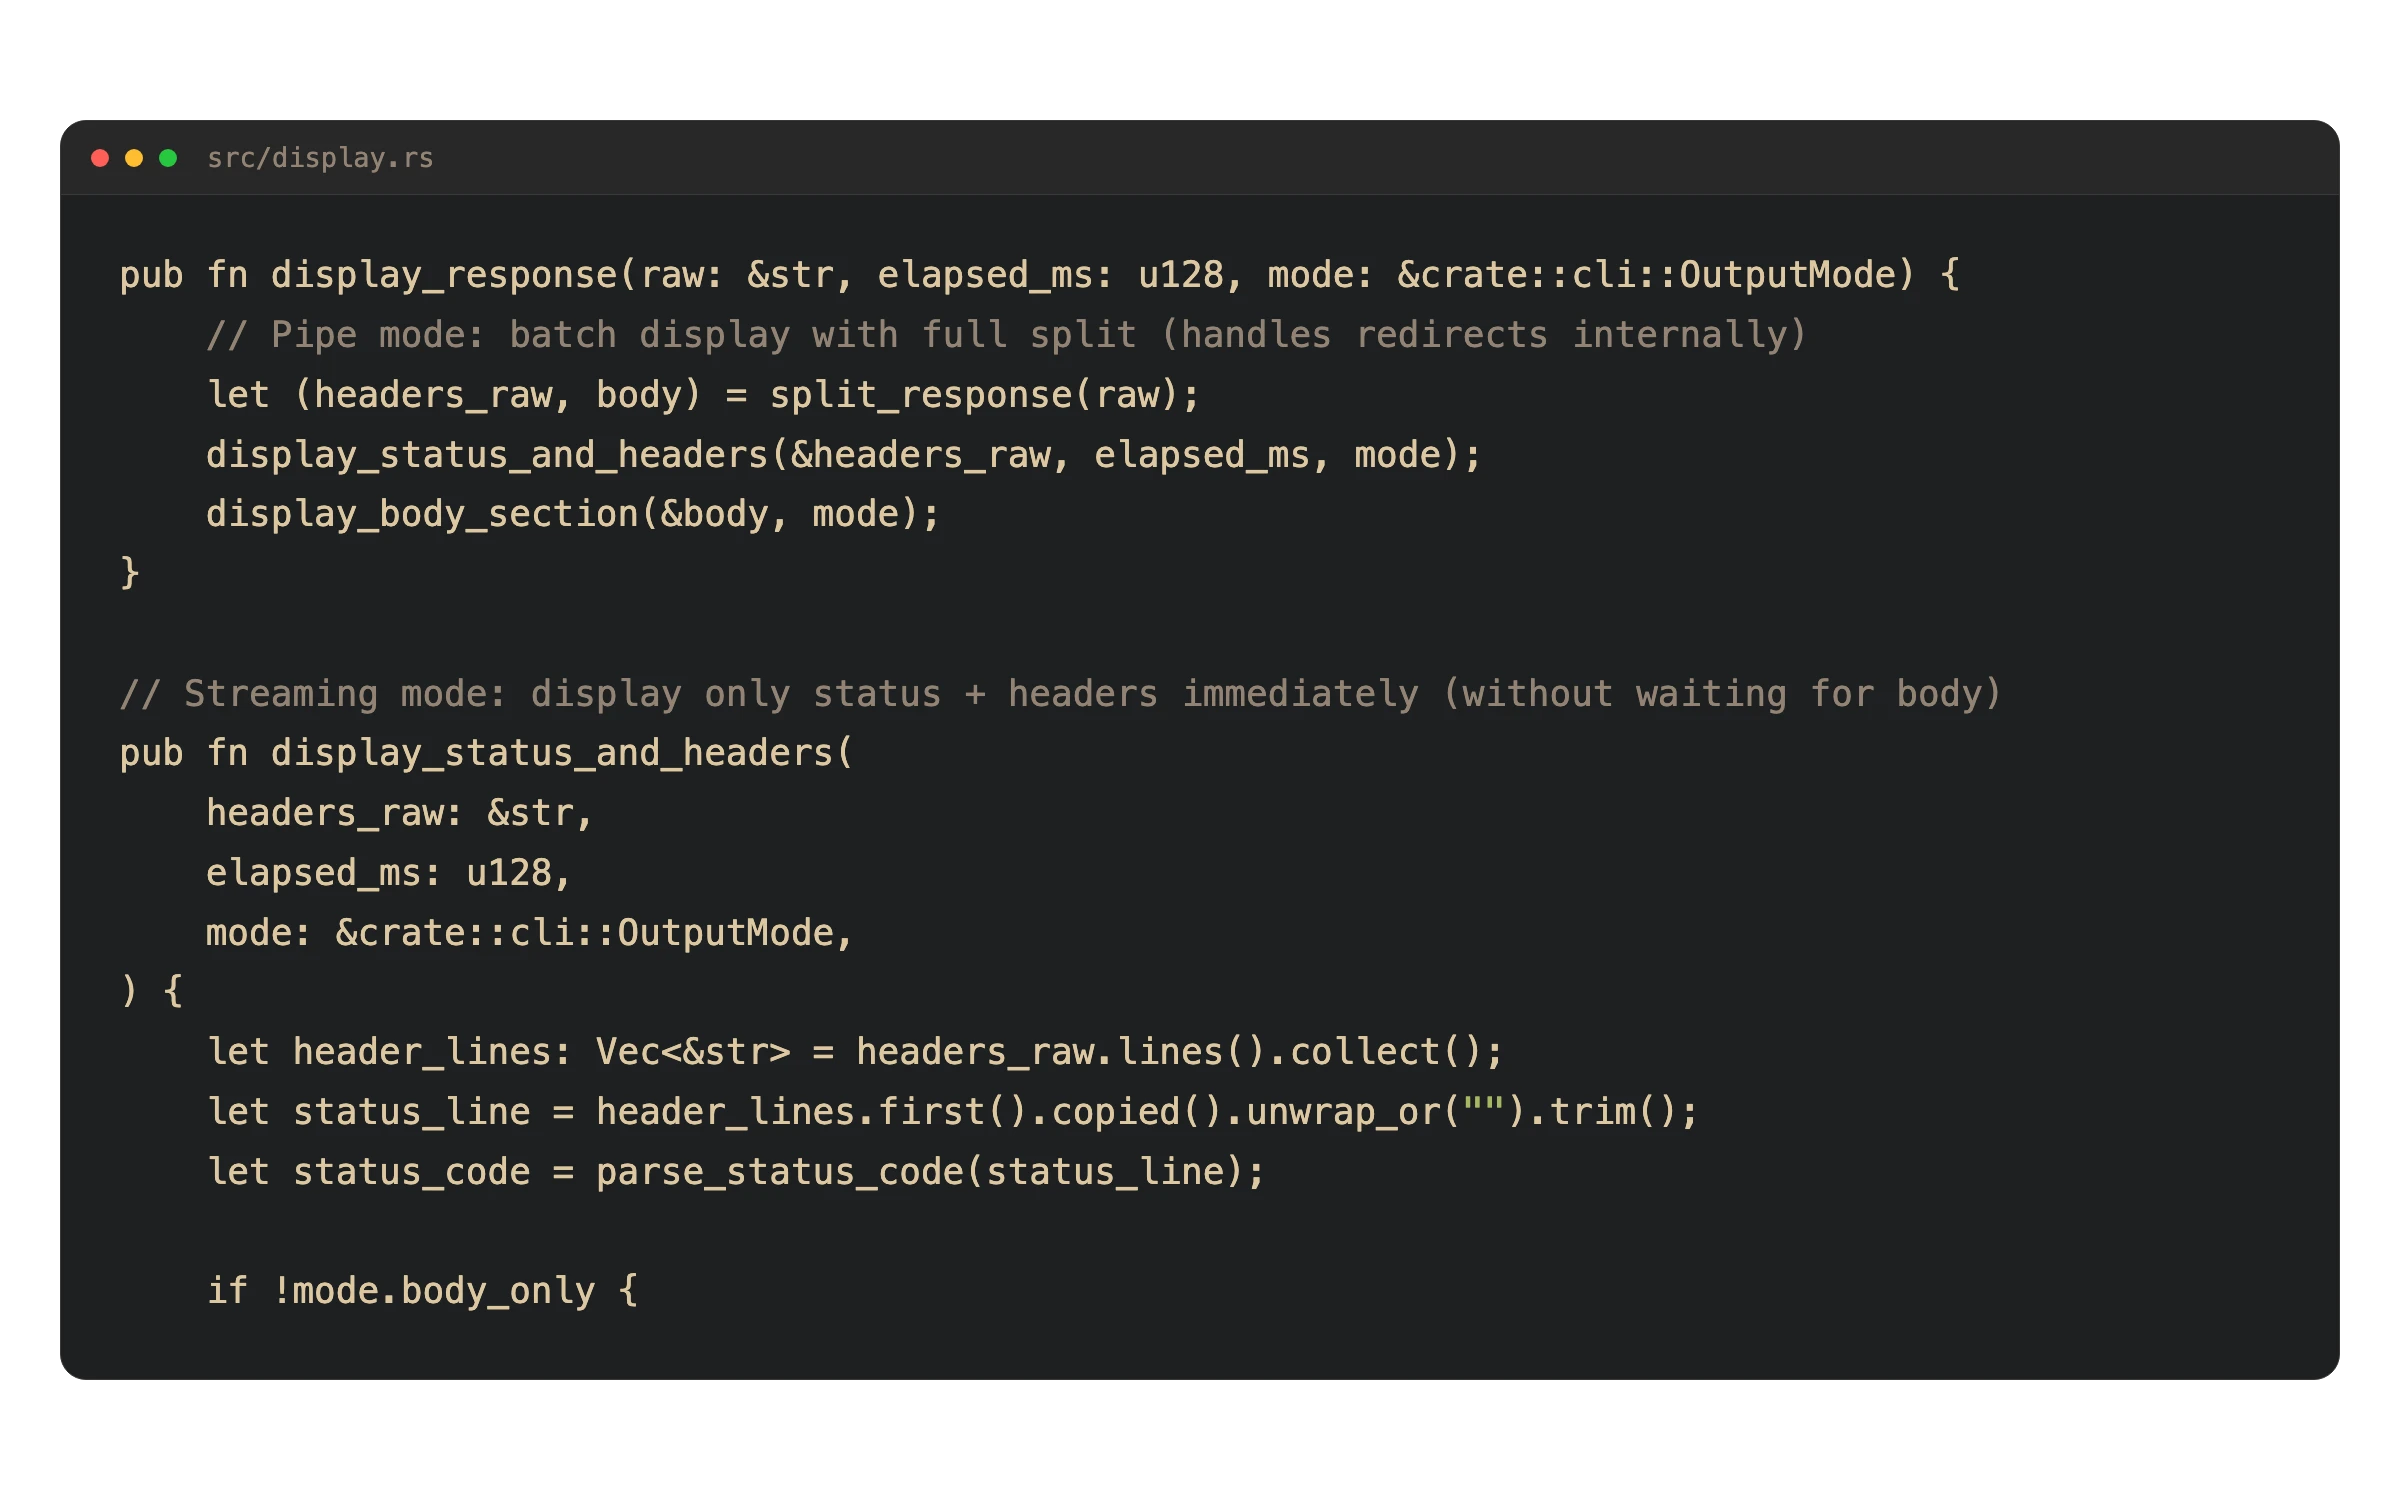 src/display.rs
pub fn display_response(raw: &str, elapsed_ms: u128, mode: &crate::cli::OutputMode) {
    // Pipe mode: batch display with full split (handles redirects internally)
    let (headers_raw, body) = split_response(raw);
    display_status_and_headers(&headers_raw, elapsed_ms, mode);
    display_body_section(&body, mode);
}

// Streaming mode: display only status + headers immediately (without waiting for body)
pub fn display_status_and_headers(
    headers_raw: &str,
    elapsed_ms: u128,
    mode: &crate::cli::OutputMode,
) {
    let header_lines: Vec<&str> = headers_raw.lines().collect();
    let status_line = header_lines.first().copied().unwrap_or("").trim();
    let status_code = parse_status_code(status_line);

    if !mode.body_only {